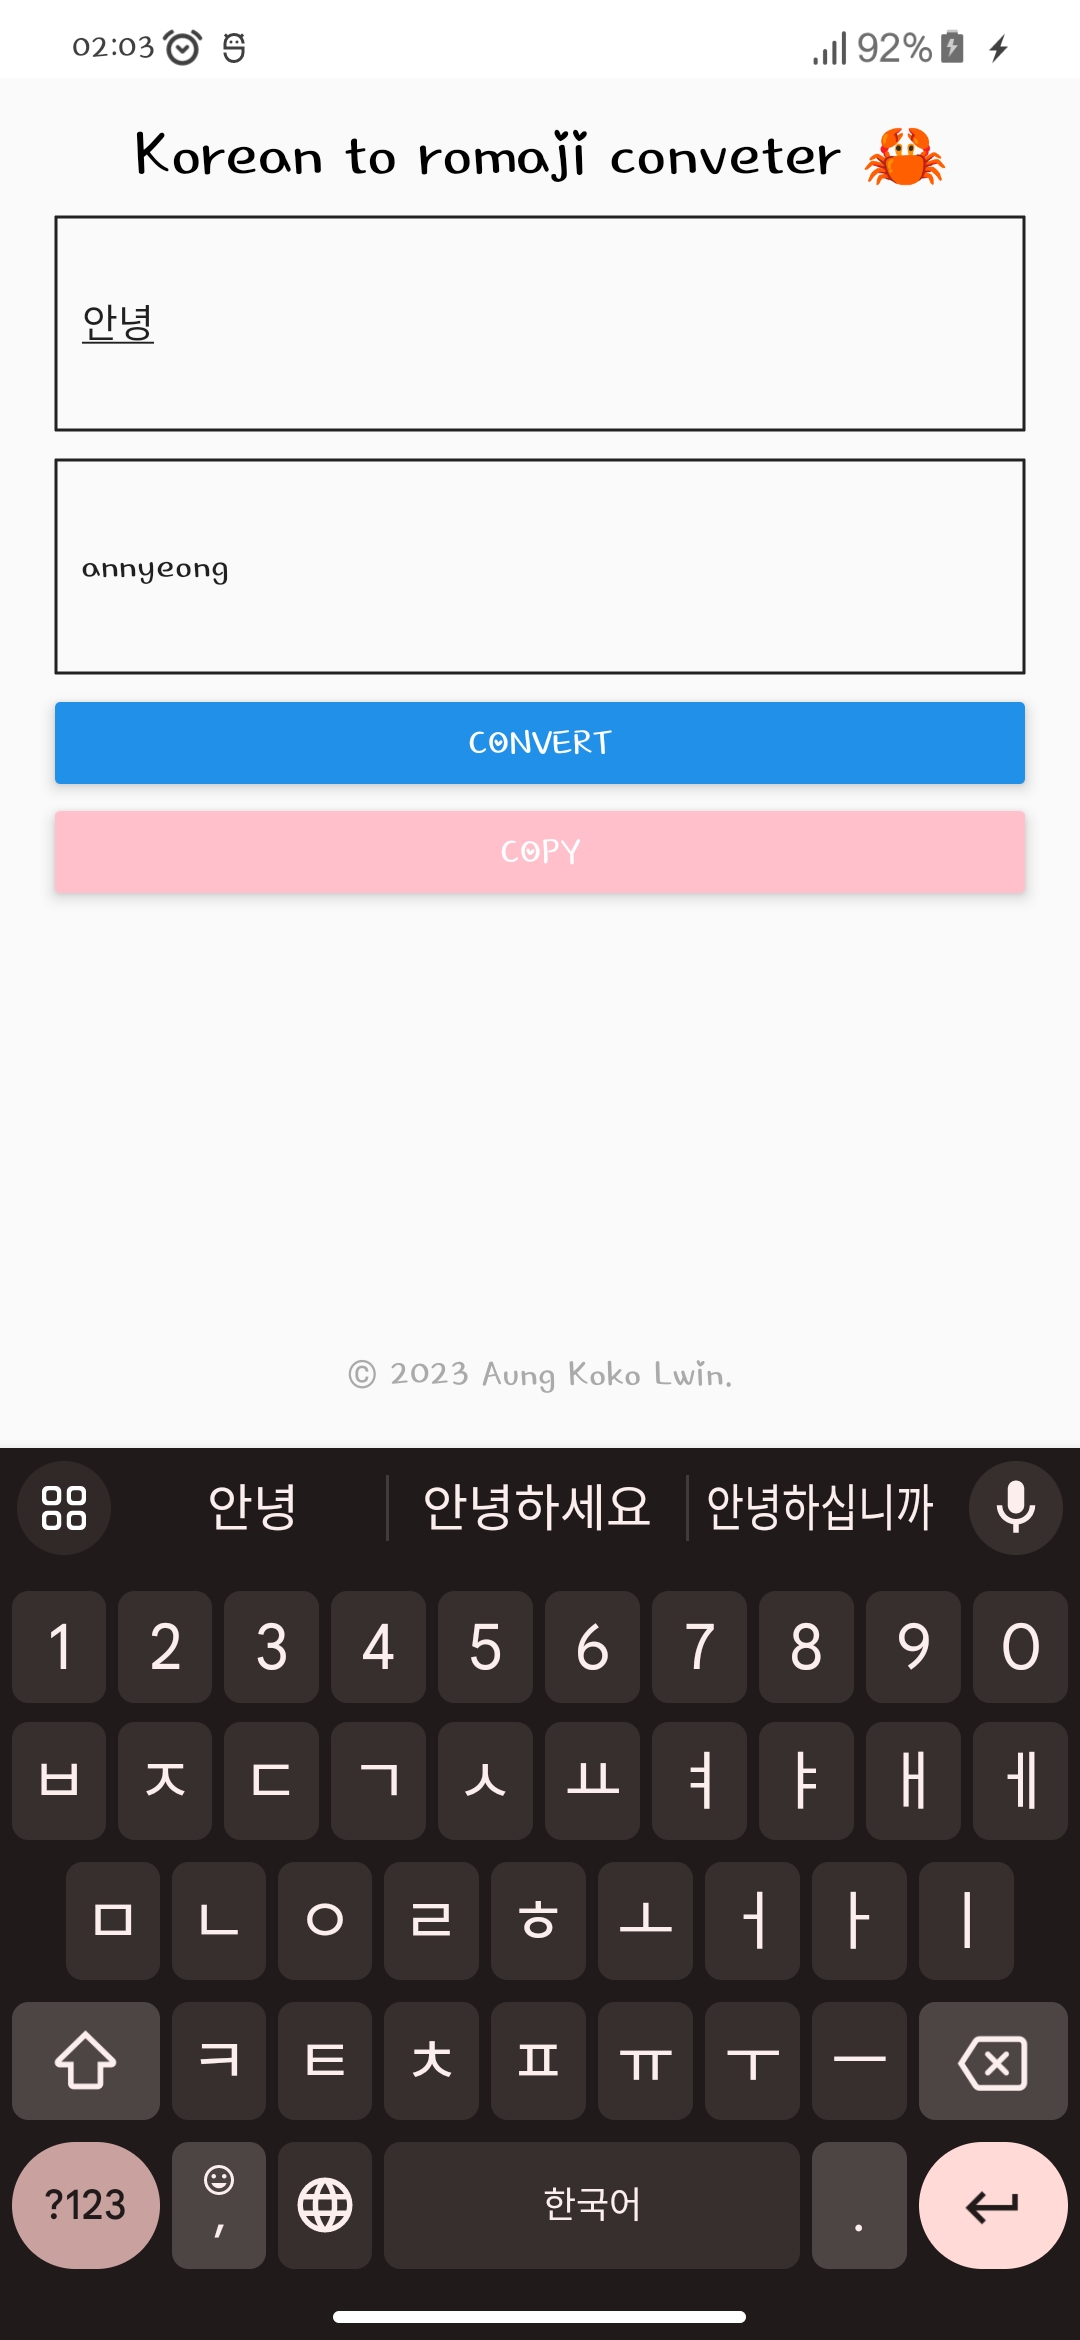 02:03 92%
Korean to romaji conveter 🦀
안녕
annyeong
CONVERT
COPY
© 2023 Aung Koko Lwin.
안녕 안녕하세요 안녕하십니까
1 2 3 4 5 6 7 8 9 0
ㅂ ㅈ ㄷ ㄱ ㅅ ㅛ ㅕ ㅑ ㅐ ㅔ
ㅁ ㄴ ㅇ ㄹ ㅎ ㅗ ㅓ ㅏ ㅣ
ㅋ ㅌ ㅊ ㅍ ㅠ ㅜ ㅡ
?123 , 한국어 .